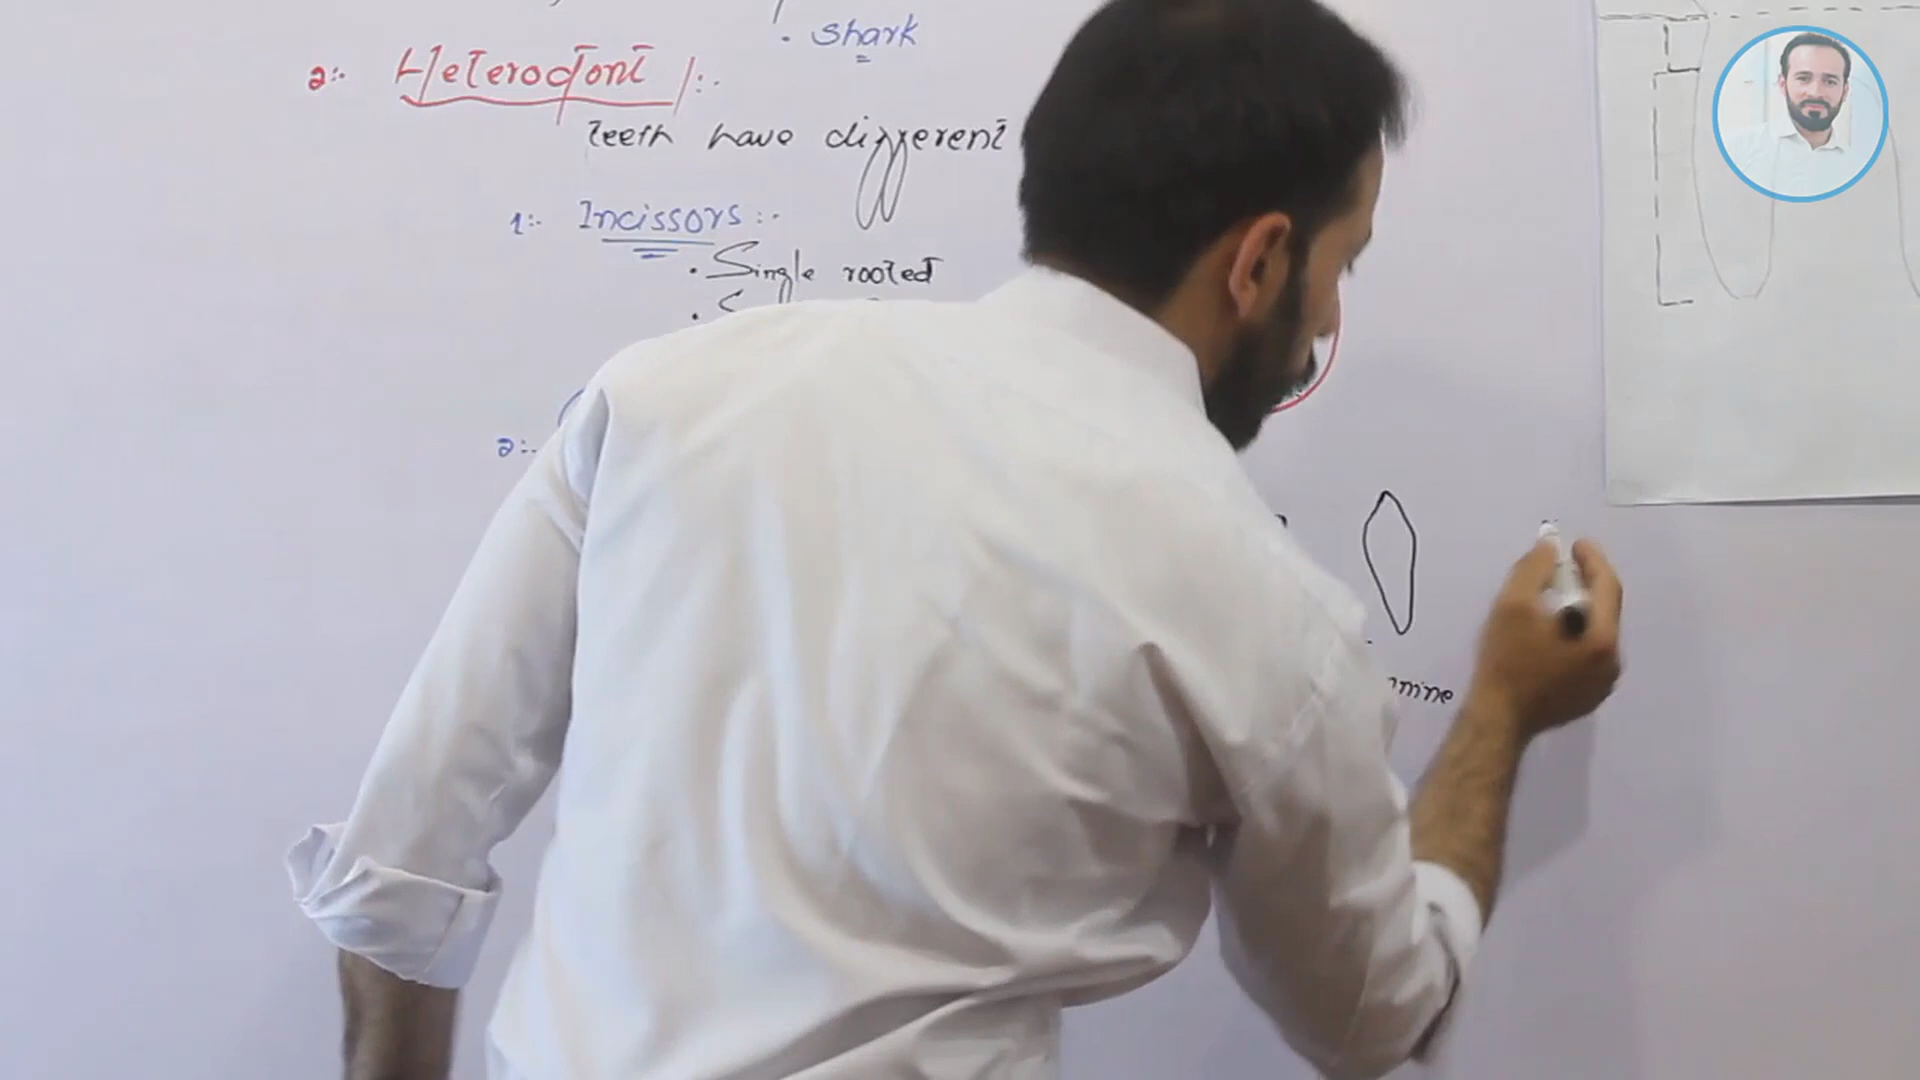 • Shark
2:- Heterodont :-
Teeth have different
1:- Incissors :-
• Single rooted
2:-